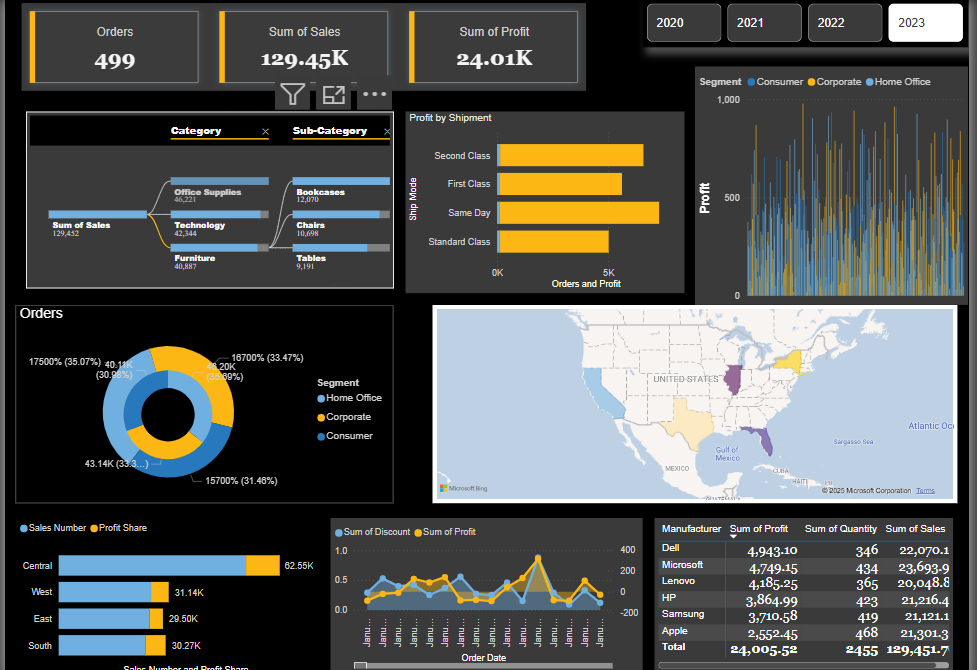 Orders
499
Sum of Sales
129.45K
Sum of Profit
24.01K
2020
2021
2022
2023
Category
Sub-Category
Office Supplies
46,221
Bookcases
12,070
Sum of Sales
129,452
Technology
42,344
Chairs
10,698
Furniture
40,887
Tables
9,191
Profit by Shipment
Ship Mode
Second Class
First Class
Same Day
Standard Class
0K
5K
Orders and Profit
Segment Consumer Corporate Home Office
Profit
1,000
500
0
Orders
17500% (35.07%)
40.11K
16700% (33.47%)
43.14K (33.3...)
15700% (31.46%)
Segment
Home Office
Corporate
Consumer
UNITED STATES
MEXICO
Gulf of
Mexico
CUBA
HAITI
GUATEMALA
Sargasso Sea
Atlantic Oc
Microsoft Bing
© 2025 Microsoft Corporation Terms
Sales Number Profit Share
Central
62.55K
West
31.14K
East
29.50K
South
30.27K
Sales Number and Profit Share
Sum of Discount Sum of Profit
1.0
0.5
0.0
400
200
0
-200
Janu... Janu... Janu... Janu... Janu... Janu... Janu... Janu... Janu... Janu... Janu... Janu... Janu... Janu... Janu... Janu...
Order Date
Manufacturer Sum of Profit Sum of Quantity Sum of Sales
Dell 4,943.10 346 22,070.1
Microsoft 4,749.15 434 23,693.9
Lenovo 4,185.25 365 20,048.8
HP 3,864.99 423 21,216.4
Samsung 3,710.58 419 21,121.1
Apple 2,552.45 468 21,301.3
Total 24,005.52 2455 129,451.7